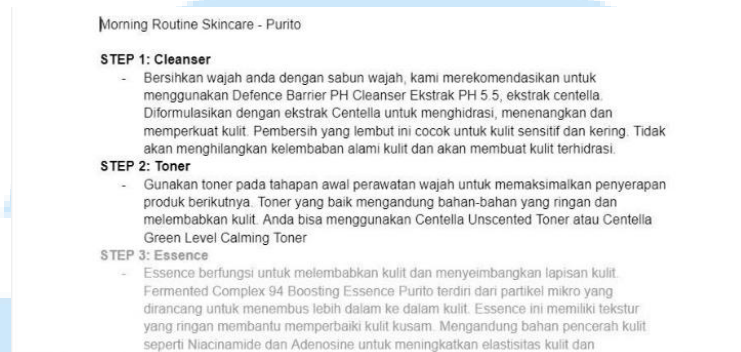 Morning Routine Skincare - Purito
STEP 1: Cleanser
- Bersihkan wajah anda dengan sabun wajah, kami merekomendasikan untuk
menggunakan Defence Barrier PH Cleanser Ekstrak PH 5.5, ekstrak centella.
Diformulasikan dengan ekstrak Centella untuk menghidrasi, menenangkan dan
memperkuat kulit. Pembersih yang lembut ini cocok untuk kulit sensitif dan kering. Tidak
akan menghilangkan kelembaban alami kulit dan akan membuat kulit terhidrasi.
STEP 2: Toner
- Gunakan toner pada tahapan awal perawatan wajah untuk memaksimalkan penyerapan
produk berikutnya. Toner yang baik mengandung bahan-bahan yang ringan dan
melembabkan kulit. Anda bisa menggunakan Centella Unscented Toner atau Centella
Green Level Calming Toner
STEP 3: Essence
- Essence berfungsi untuk melembabkan kulit dan menyeimbangkan lapisan kulit.
Fermented Complex 94 Boosting Essence Purito terdiri dari partikel mikro yang
dirancang untuk menembus lebih dalam ke dalam kulit. Essence ini memiliki tekstur
yang ringan membantu memperbaiki kulit kusam. Mengandung bahan pencerah kulit
seperti Niacinamide dan Adenosine untuk meningkatkan elastisitas kulit dan